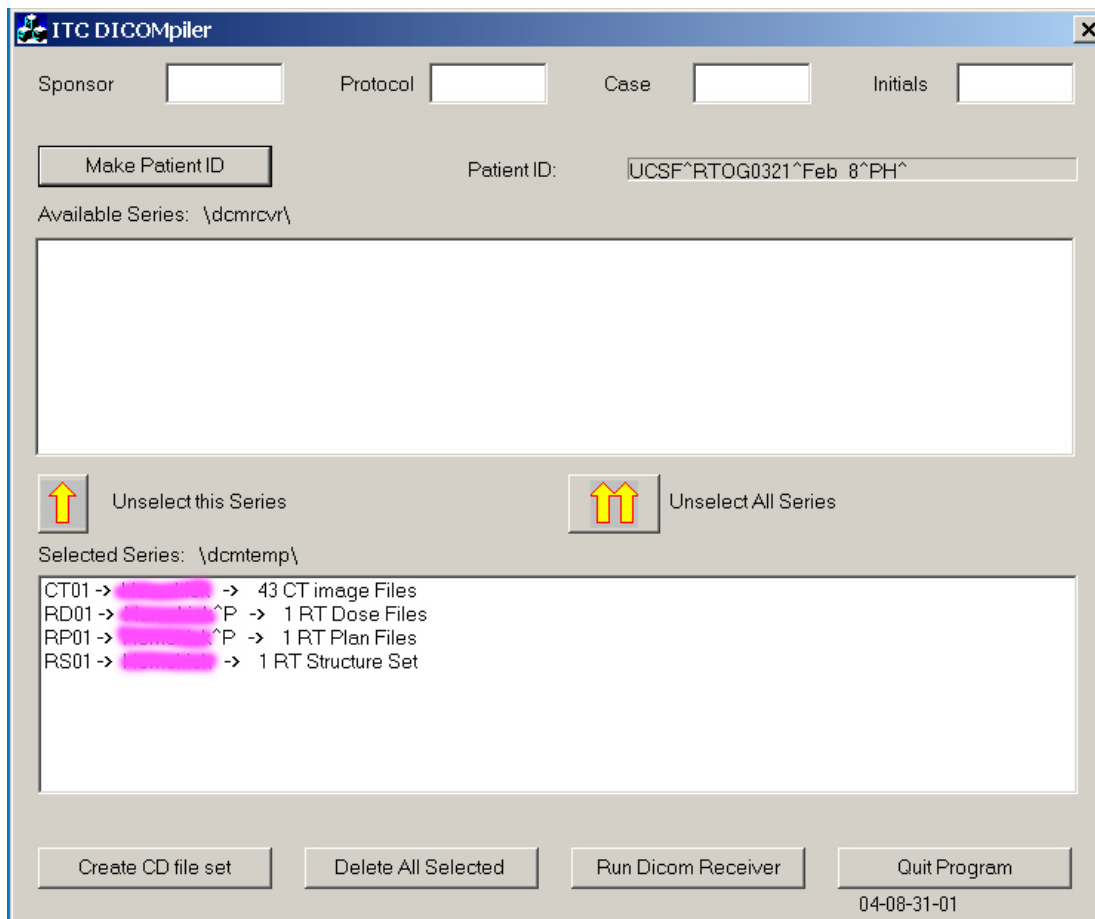 ITC DICOMpiler
Sponsor Protocol Case Initials
Make Patient ID Patient ID: UCSF^RTOG0321^Feb 8^PH^
Available Series: \dcmrcvr\
Unselect this Series Unselect All Series
Selected Series: \dcmtemp\
CT01 -> -> 43 CT image Files
RD01 -> ^P -> 1 RT Dose Files
RP01 -> ^P -> 1 RT Plan Files
RS01 -> -> 1 RT Structure Set
Create CD file set Delete All Selected Run Dicom Receiver Quit Program
04-08-31-01